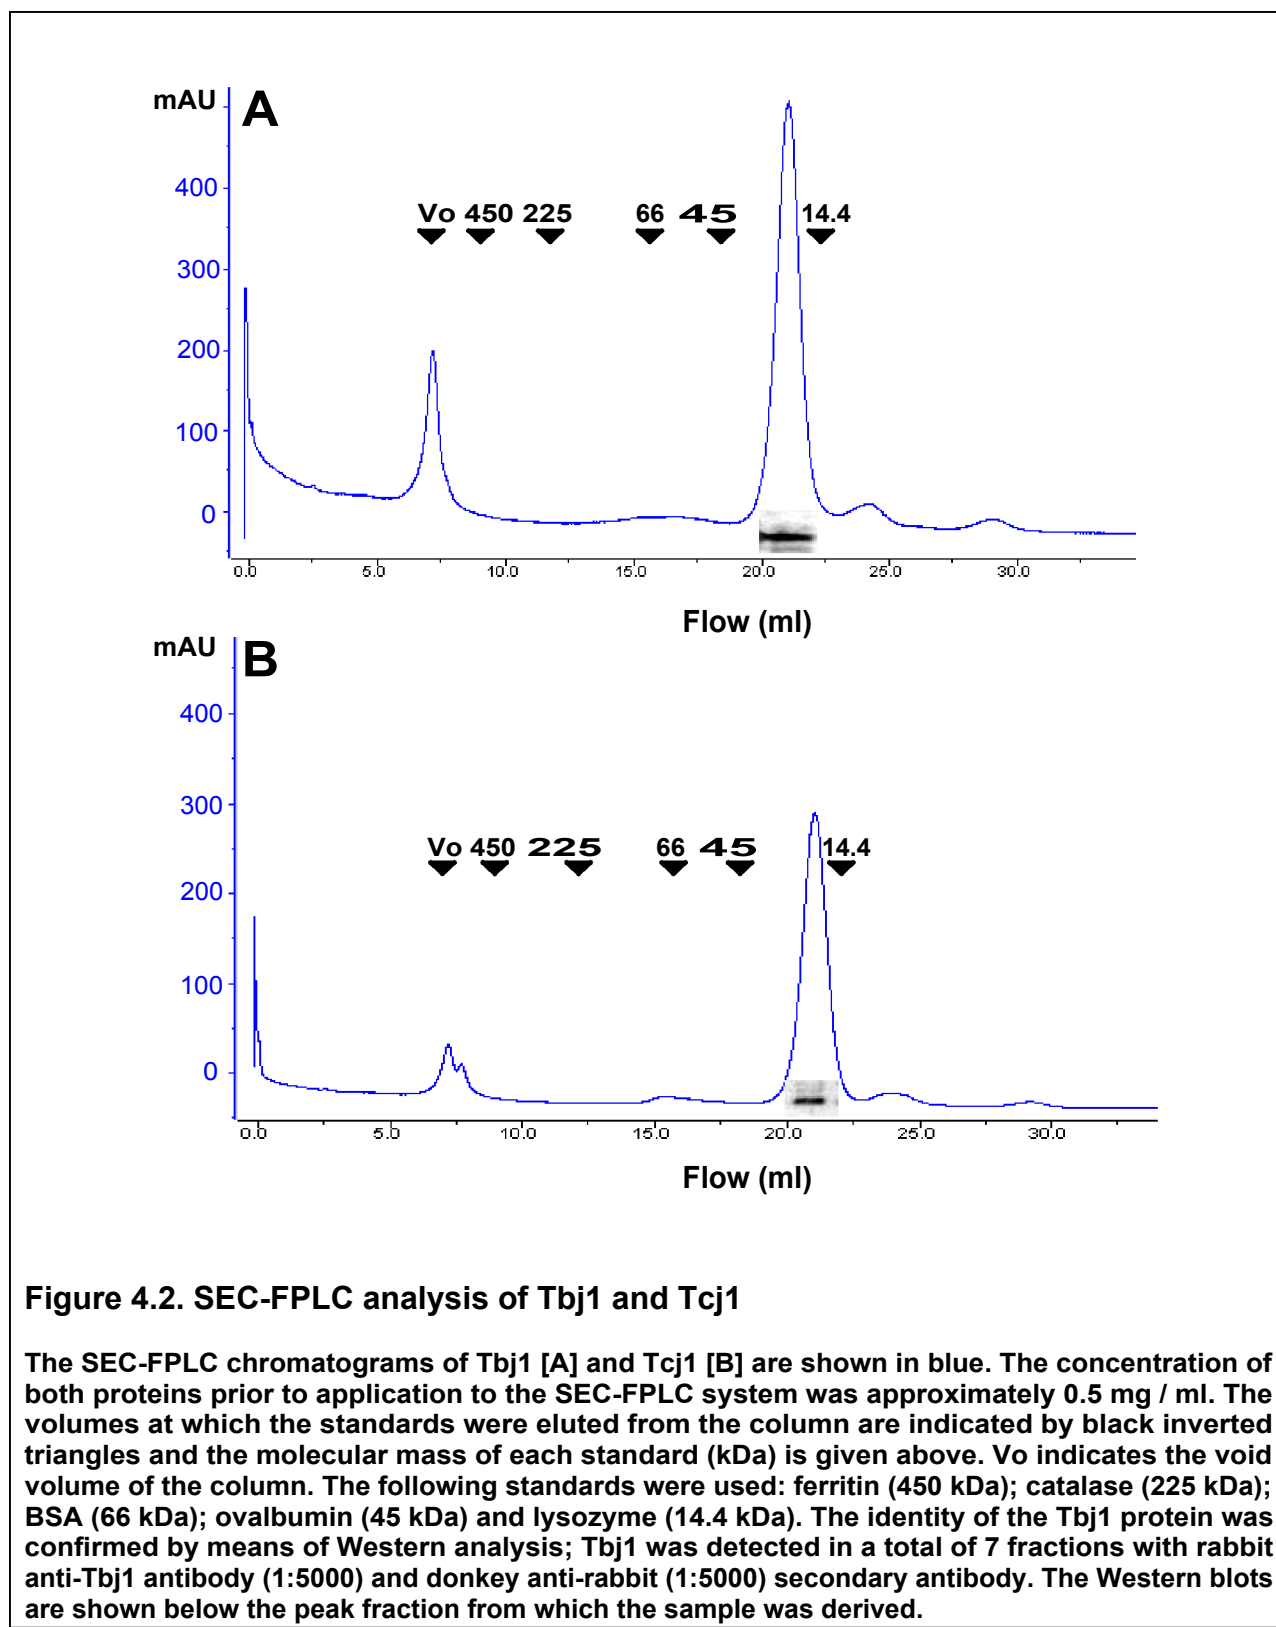 mAU
A
400
300
200
100
0
Vo 450 225 66 45 14.4
0.0 5.0 10.0 15.0 20.0 25.0 30.0
Flow (ml)
mAU
B
400
300
200
100
0
Vo 450 225 66 45 14.4
0.0 5.0 10.0 15.0 20.0 25.0 30.0
Flow (ml)
Figure 4.2. SEC-FPLC analysis of Tbj1 and Tcj1
The SEC-FPLC chromatograms of Tbj1 [A] and Tcj1 [B] are shown in blue. The concentration of
both proteins prior to application to the SEC-FPLC system was approximately 0.5 mg / ml. The
volumes at which the standards were eluted from the column are indicated by black inverted
triangles and the molecular mass of each standard (kDa) is given above. Vo indicates the void
volume of the column. The following standards were used: ferritin (450 kDa); catalase (225 kDa);
BSA (66 kDa); ovalbumin (45 kDa) and lysozyme (14.4 kDa). The identity of the Tbj1 protein was
confirmed by means of Western analysis; Tbj1 was detected in a total of 7 fractions with rabbit
anti-Tbj1 antibody (1:5000) and donkey anti-rabbit (1:5000) secondary antibody. The Western blots
are shown below the peak fraction from which the sample was derived.